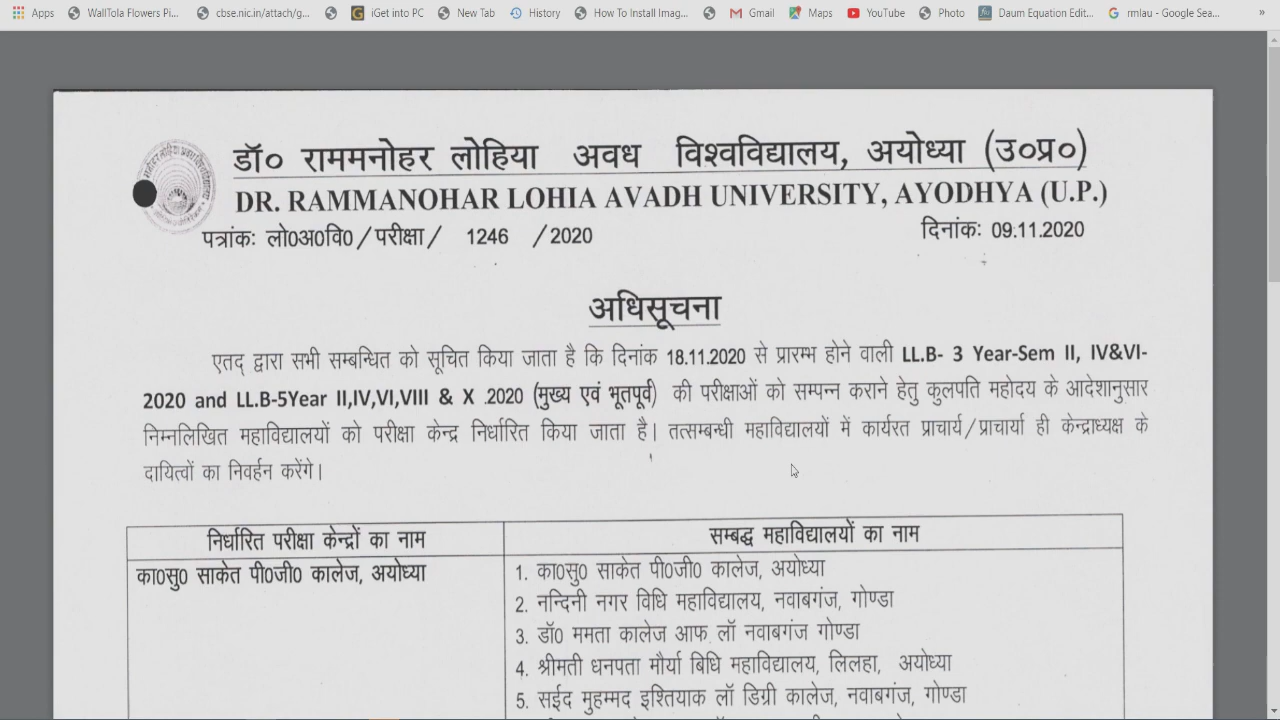 Apps WallTola Flowers Pi... cbse.nic.in/attach/g... iGet into PC New Tab History How To Install Imag... Gmail Maps YouTube Photo Daum Equation Edit... rmlau - Google Sea... »
डॉ० राममनोहर लोहिया अवध विश्वविद्यालय, अयोध्या (उ०प्र०)
DR. RAMMANOHAR LOHIA AVADH UNIVERSITY, AYODHYA (U.P.)
पत्रांकः लो0अ0वि0/परीक्षा/ 1246 /2020 दिनांकः 09.11.2020
अधिसूचना
एतद् द्वारा सभी सम्बन्धित को सूचित किया जाता है कि दिनांक 18.11.2020 से प्रारम्भ होने वाली LL.B- 3 Year-Sem II, IV&VI-
2020 and LL.B-5Year II,IV,VI,VIII & X .2020 (मुख्य एवं भूतपूर्व) की परीक्षाओं को सम्पन्न कराने हेतु कुलपति महोदय के आदेशानुसार
निम्नलिखित महाविद्यालयों को परीक्षा केन्द्र निर्धारित किया जाता है। तत्सम्बन्धी महाविद्यालयों में कार्यरत प्राचार्य/प्राचार्या ही केन्द्राध्यक्ष के
दायित्वों का निवर्हन करेंगे।
निर्धारित परीक्षा केन्द्रों का नाम सम्बद्ध महाविद्यालयों का नाम
का0सु0 साकेत पी0जी0 कालेज, अयोध्या 1. का0सु0 साकेत पी0जी0 कालेज, अयोध्या
2. नन्दिनी नगर विधि महाविद्यालय, नवाबगंज, गोण्डा
3. डॉ0 ममता कालेज आफ लॉ नवाबगंज गोण्डा
4. श्रीमती धनपता मौर्या बिधि महाविद्यालय, लिलहा, अयोध्या
5. सईद मुहम्मद इश्तियाक लॉ डिग्री कालेज, नवाबगंज, गोण्डा